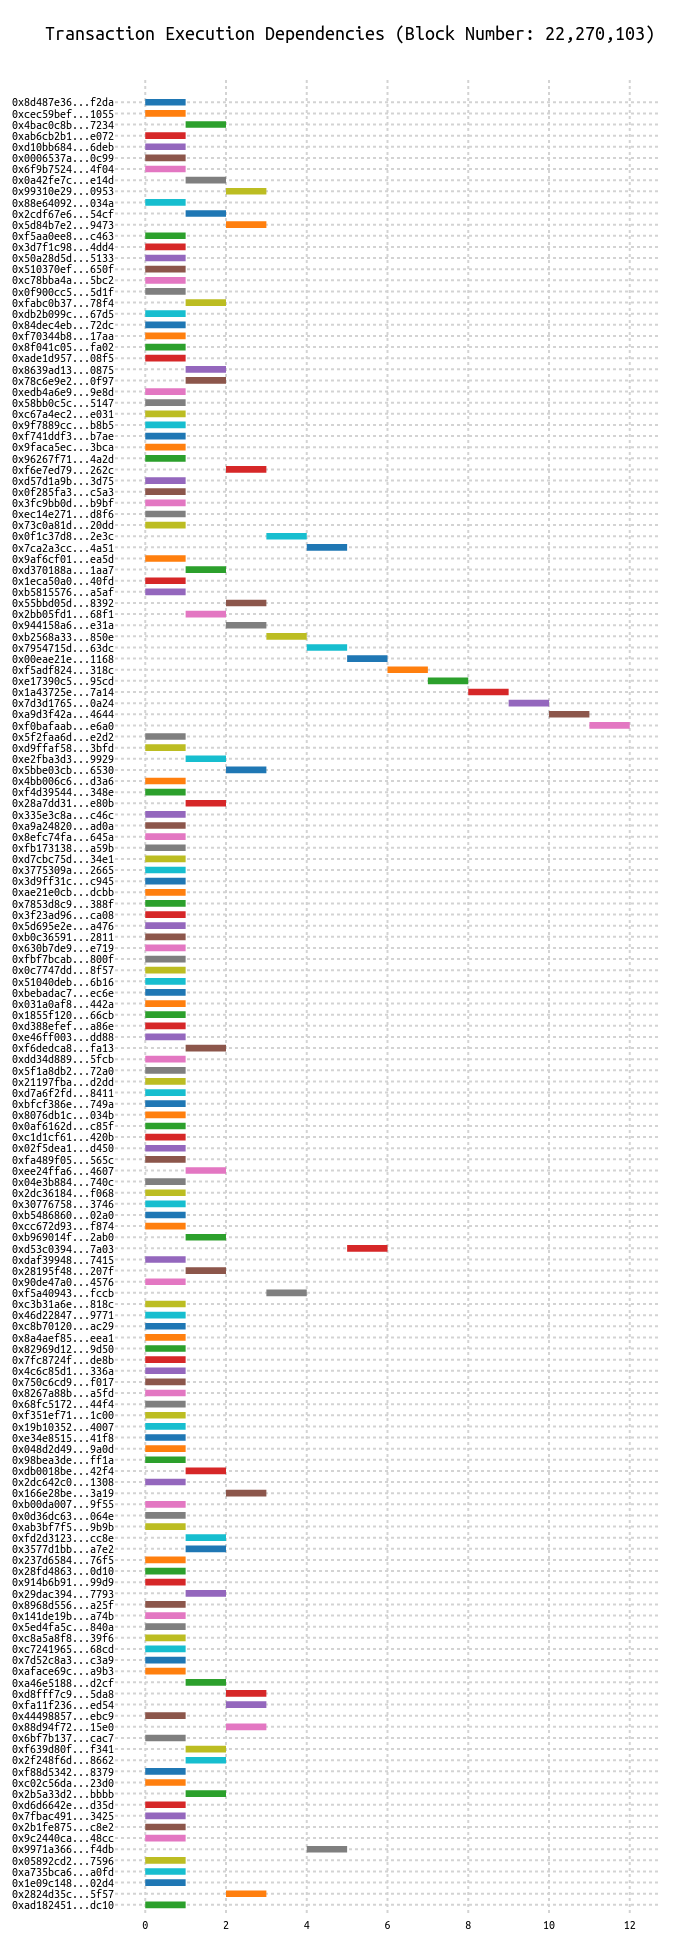 Transaction Execution Dependencies (Block Number: 22,270,103)
0x8d487e36...f2da
0xcec59bef...1055
0x4bac0c8b...7234
0xab6cb2b1...e072
0xd10bb684...6deb
0x0006537a...0c99
0x6f9b7524...4f04
0x0a42fe7c...e14d
0x99310e29...0953
0x88e64092...034a
0x2cdf67e6...54cf
0x5d84b7e2...9473
0xf5aa0ee8...c463
0x3d7f1c98...4dd4
0x50a28d5d...5133
0x510370ef...650f
0xc78bba4a...5bc2
0x0f900cc5...5d1f
0xfabc0b37...78f4
0xdb2b099c...67d5
0x84dec4eb...72dc
0xf70344b8...17aa
0x8f041c05...fa02
0xade1d957...08f5
0x8639ad13...0875
0x78c6e9e2...0f97
0xedb4a6e9...9e8d
0x58bb0c5c...5147
0xc67a4ec2...e031
0x9f7889cc...b8b5
0xf741ddf3...b7ae
0x9faca5ec...3bca
0x96267f71...4a2d
0xf6e7ed79...262c
0xd57d1a9b...3d75
0x0f285fa3...c5a3
0x3fc9bb0d...b9bf
0xec14e271...d8f6
0x73c0a81d...20dd
0x0f1c37d8...2e3c
0x7ca2a3cc...4a51
0x9af6cf01...ea5d
0xd370188a...1aa7
0x1eca50a0...40fd
0xb5815576...a5af
0x55bbd05d...8392
0x2bb05fd1...68f1
0x944158a6...e31a
0xb2568a33...850e
0x7954715d...63dc
0x00eae21e...1168
0xf5adf824...318c
0xe17390c5...95cd
0x1a43725e...7a14
0x7d3d1765...0a24
0xa9d3f42a...4644
0xf0bafaab...e6a0
0x5f2faa6d...e2d2
0xd9ffaf58...3bfd
0xe2fba3d3...9929
0x5bbe03cb...6530
0x4bb006c6...d3a6
0xf4d39544...348e
0x28a7dd31...e80b
0x335e3c8a...c46c
0xa9a24820...ad0a
0x8efc74fa...645a
0xfb173138...a59b
0xd7cbc75d...34e1
0x3775309a...2665
0x3d9ff31c...c945
0xae21e0cb...dcbb
0x7853d8c9...388f
0x3f23ad96...ca08
0x5d695e2e...a476
0xb0c36591...2811
0x630b7de9...e719
0xfbf7bcab...800f
0x0c7747dd...8f57
0x51040deb...6b16
0xbebadac7...ec6e
0x031a0af8...442a
0x1855f120...66cb
0xd388efef...a86e
0xe46ff003...dd88
0xf6dedca8...fa13
0xdd34d889...5fcb
0x5f1a8db2...72a0
0x21197fba...d2dd
0xd7a6f2fd...8411
0xbfcf386e...749a
0x8076db1c...034b
0x0af6162d...c85f
0xc1d1cf61...420b
0x02f5dea1...d450
0xfa489f05...565c
0xee24ffa6...4607
0x04e3b884...740c
0x2dc36184...f068
0x30776758...3746
0xb5486860...02a0
0xcc672d93...f874
0xb969014f...2ab0
0xd53c0394...7a03
0xdaf39948...7415
0x28195f48...207f
0x90de47a0...4576
0xf5a40943...fccb
0xc3b31a6e...818c
0x46d22847...9771
0xc8b70120...ac29
0x8a4aef85...eea1
0x82969d12...9d50
0x7fc8724f...de8b
0x4c6c85d1...336a
0x750c6cd9...f017
0x8267a88b...a5fd
0x68fc5172...44f4
0xf351ef71...1c00
0x19b10352...4007
0xe34e8515...41f8
0x048d2d49...9a0d
0x98bea3de...ff1a
0xdb0018be...42f4
0x2dc642c0...1308
0x166e28be...3a19
0xb00da007...9f55
0x0d36dc63...064e
0xab3bf7f5...9b9b
0xfd2d3123...cc8e
0x3577d1bb...a7e2
0x237d6584...76f5
0x28fd4863...0d10
0x914b6b91...99d9
0x29dac394...7793
0x8968d556...a25f
0x141de19b...a74b
0x5ed4fa5c...840a
0xc8a5a8f8...39f6
0xc7241965...68cd
0x7d52c8a3...c3a9
0xaface69c...a9b3
0xa46e5188...d2cf
0xd8fff7c9...5da8
0xfa11f236...ed54
0x44498857...ebc9
0x88d94f72...15e0
0x6bf7b137...cac7
0xf639d80f...f341
0x2f248f6d...8662
0xf88d5342...8379
0xc02c56da...23d0
0x2b5a33d2...bbbb
0xd6d6642e...d35d
0x7fbac491...3425
0x2b1fe875...c8e2
0x9c2440ca...48cc
0x9971a366...f4db
0x05892cd2...7596
0xa735bca6...a0fd
0x1e09c148...02d4
0x2824d35c...5f57
0xad182451...dc10
0 2 4 6 8 10 12